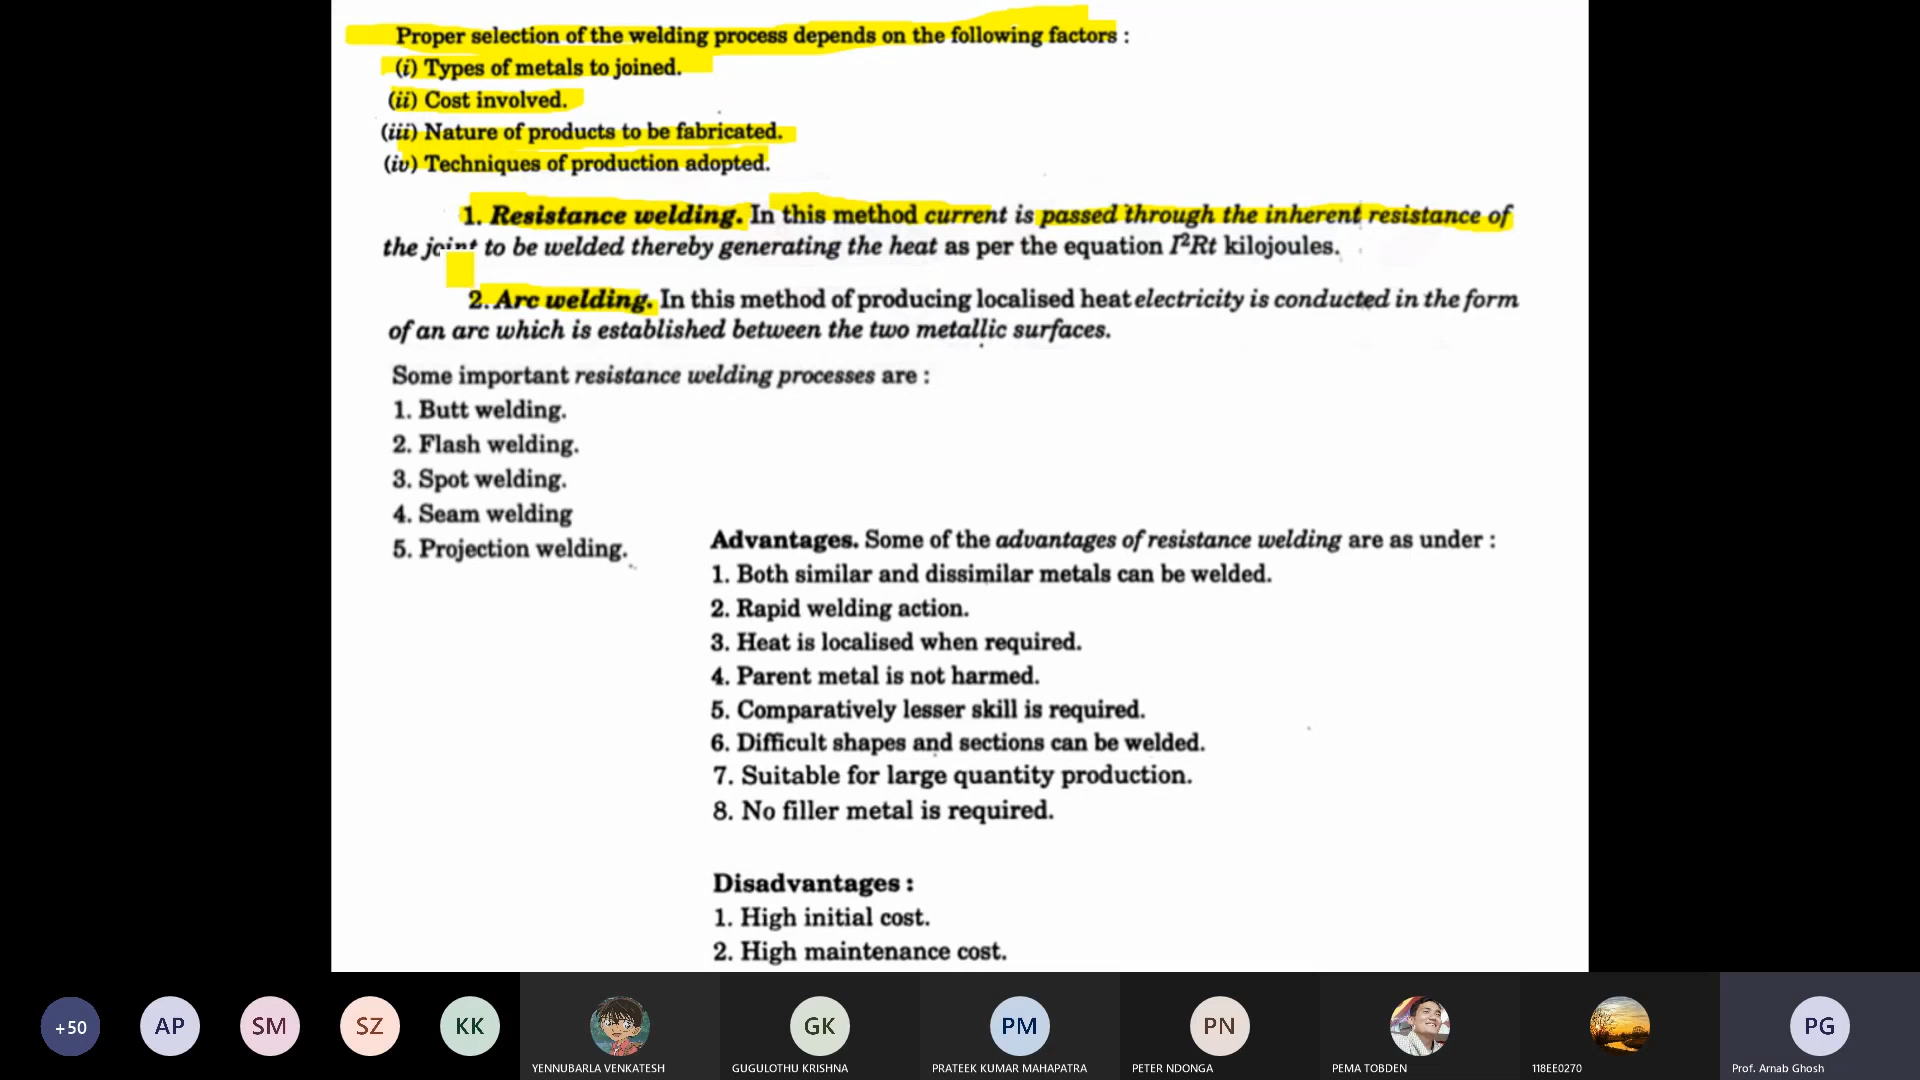 Proper selection of the welding process depends on the following factors :
(i) Types of metals to joined.
(ii) Cost involved.
(iii) Nature of products to be fabricated.
(iv) Techniques of production adopted.
1. Resistance welding. In this method current is passed through the inherent resistance of
the joint to be welded thereby generating the heat as per the equation I²Rt kilojoules.
2. Arc welding. In this method of producing localised heat electricity is conducted in the form
of an arc which is established between the two metallic surfaces.
Some important resistance welding processes are :
1. Butt welding.
2. Flash welding.
3. Spot welding.
4. Seam welding
5. Projection welding.
Advantages. Some of the advantages of resistance welding are as under :
1. Both similar and dissimilar metals can be welded.
2. Rapid welding action.
3. Heat is localised when required.
4. Parent metal is not harmed.
5. Comparatively lesser skill is required.
6. Difficult shapes and sections can be welded.
7. Suitable for large quantity production.
8. No filler metal is required.
Disadvantages :
1. High initial cost.
2. High maintenance cost.
+50 AP SM SZ KK GK PM PN PG
YENNUBARLA VENKATESH GUGULOTHU KRISHNA PRATEEK KUMAR MAHAPATRA PETER NDONGA PEMA TOBDEN 118EE0270 Prof. Arnab Ghosh